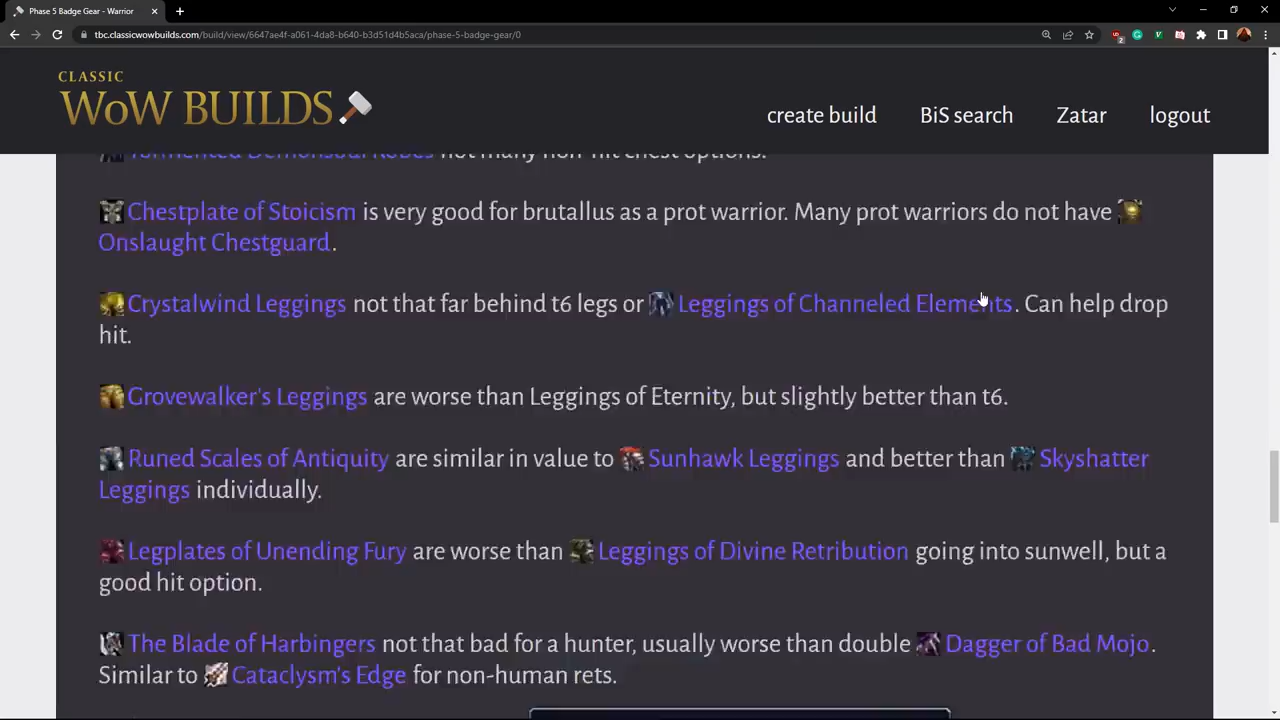 Phase 5 Badge Gear - Warrior
tbc.classicwowbuilds.com/build/view/6647ae4f-a061-4da8-b640-b3d51d4b5aca/phase-5-badge-gear/0
CLASSIC
WoW BUILDS
create build
BiS search
Zatar
logout
Tormented Demonsoul Robes not many non-hit chest options.
Chestplate of Stoicism is very good for brutallus as a prot warrior. Many prot warriors do not have
Onslaught Chestguard.
Crystalwind Leggings not that far behind t6 legs or Leggings of Channeled Elements. Can help drop
hit.
Grovewalker's Leggings are worse than Leggings of Eternity, but slightly better than t6.
Runed Scales of Antiquity are similar in value to Sunhawk Leggings and better than Skyshatter
Leggings individually.
Legplates of Unending Fury are worse than Leggings of Divine Retribution going into sunwell, but a
good hit option.
The Blade of Harbingers not that bad for a hunter, usually worse than double Dagger of Bad Mojo.
Similar to Cataclysm's Edge for non-human rets.